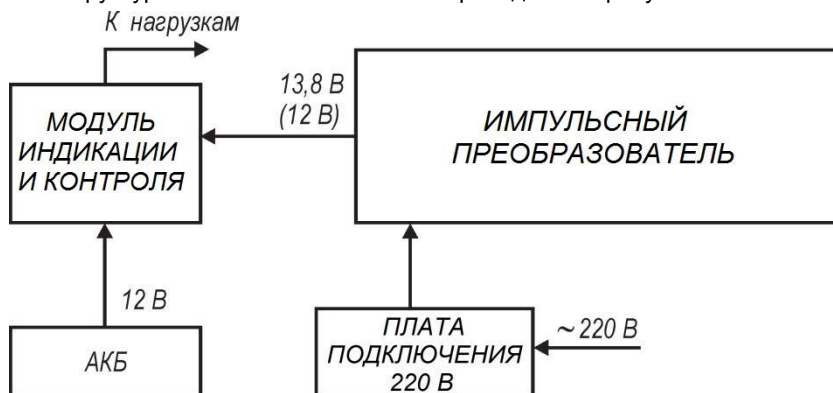 К нагрузкам
МОДУЛЬ
ИНДИКАЦИИ
И КОНТРОЛЯ
13,8 В
(12 В)
ИМПУЛЬСНЫЙ
ПРЕОБРАЗОВАТЕЛЬ
12 В
АКБ
ПЛАТА
ПОДКЛЮЧЕНИЯ
220 В
~220 В